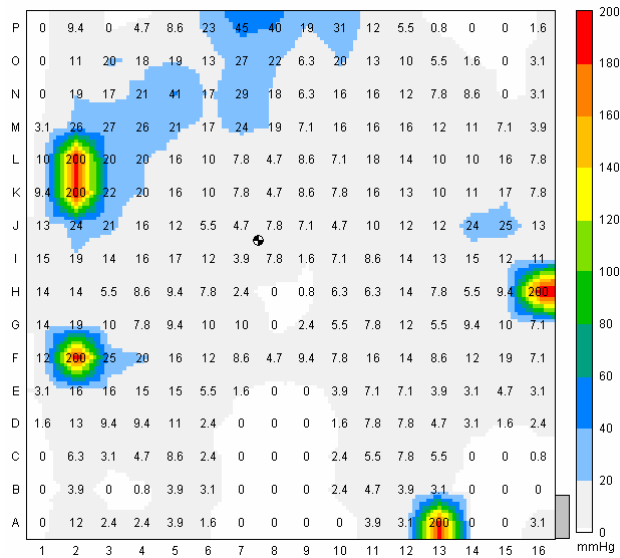 P 0 9.4 0 4.7 8.6 23 45 40 19 31 12 5.5 0.8 0 0 1.6 200
O 0 11 20 18 19 13 27 22 6.3 20 13 10 5.5 1.6 0 3.1 180
N 0 19 17 21 41 17 29 18 6.3 16 16 12 7.8 8.6 0 3.1 160
M 3.1 26 27 26 21 17 24 19 7.1 16 16 16 12 11 7.1 3.9
L 10 200 20 20 16 10 7.8 4.7 8.6 7.1 18 14 10 10 16 7.8 140
K 9.4 200 22 20 16 10 7.8 4.7 8.6 7.8 16 13 10 11 17 7.8 120
J 13 24 21 16 12 5.5 4.7 7.8 7.1 4.7 10 12 12 24 25 13
I 15 19 14 16 17 12 3.9 7.8 1.6 7.1 8.6 14 13 15 12 11 100
H 14 14 5.5 8.6 9.4 7.8 2.4 0 0.8 6.3 6.3 14 7.8 5.5 9.4 200
G 14 19 10 7.8 9.4 10 10 0 2.4 5.5 7.8 12 5.5 9.4 10 7.1 80
F 12 200 25 20 16 12 8.6 4.7 9.4 7.8 16 14 8.6 12 19 7.1 60
E 3.1 16 16 15 15 5.5 1.6 0 0 3.9 7.1 7.1 3.9 3.1 4.7 3.1
D 1.6 13 9.4 9.4 11 2.4 0 0 0 1.6 7.8 7.8 4.7 3.1 1.6 2.4 40
C 0 6.3 3.1 4.7 8.6 2.4 0 0 0 2.4 5.5 7.8 5.5 0 0 0.8 20
B 0 3.9 0 0.8 3.9 3.1 0 0 0 2.4 4.7 3.9 3.1 0 0 0
A 0 12 2.4 2.4 3.9 1.6 0 0 0 0 3.9 3.1 200 0 0 3.1 0
1 2 3 4 5 6 7 8 9 10 11 12 13 14 15 16 mmHg